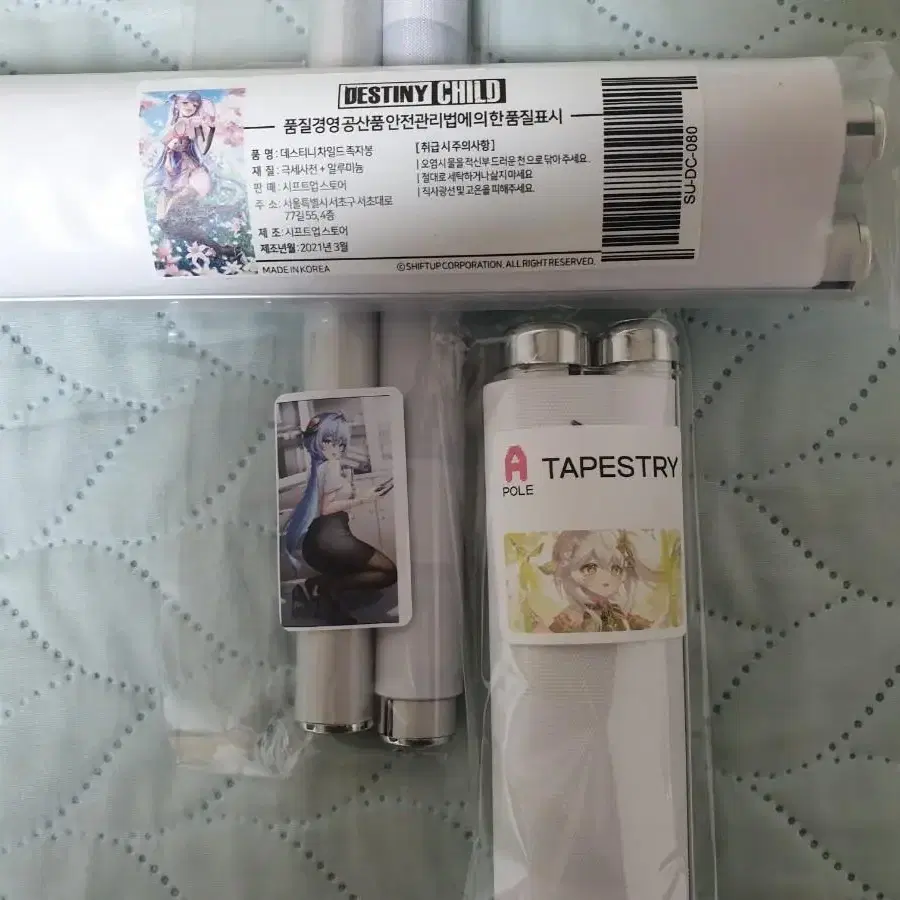 DESTINY CHILD
품질경영 공산품 안전관리법에 의한 품질표시
품 명 : 데스티니차일드 족자봉
재 질 : 극세사천 + 알루미늄
판 매 : 시프트업 스토어
주 소 : 서울특별시 서초구 서초대로
77길 55, 4층
제 조 : 시프트업 스토어
제조년월 : 2021년 3월
[취급시 주의사항]
| 오염시 물을 적신 부드러운 천으로 닦아 주세요.
| 절대로 세탁하거나 삶지 마세요
| 직사광선 및 고온을 피해주세요.
SU-DC-080
MADE IN KOREA
ⓒ SHIFTUP CORPORATION. ALL RIGHT RESERVED.
A
POLE
TAPESTRY